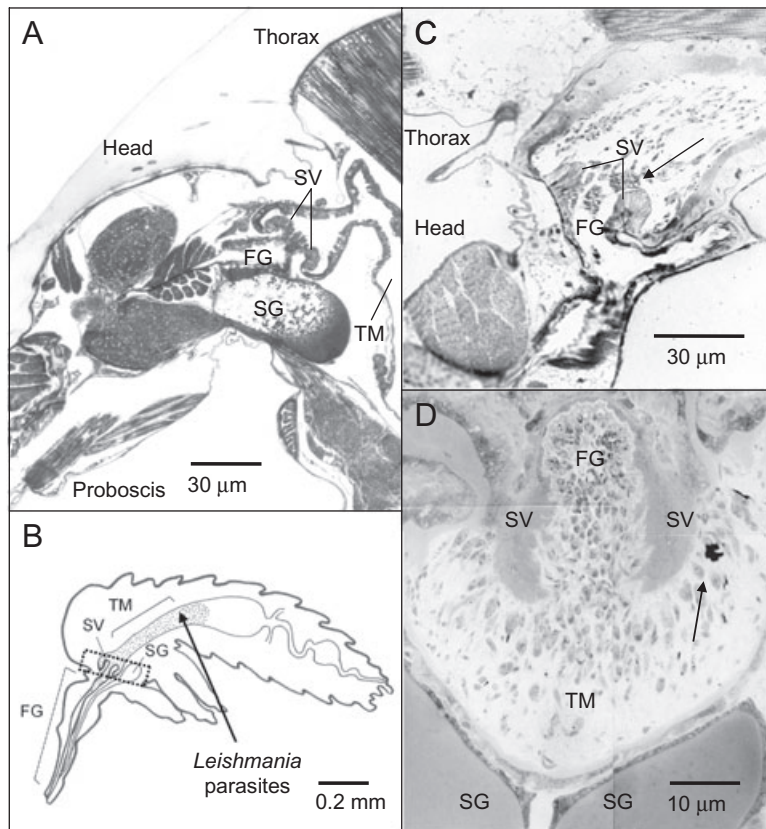 A
Thorax
Head
SV
FG
SG
TM
Proboscis
30 μm
B
TM
SV
SG
FG
Leishmania
parasites
0.2 mm
C
Thorax
SV
Head
FG
30 μm
D
FG
SV
SV
TM
SG
SG
10 μm